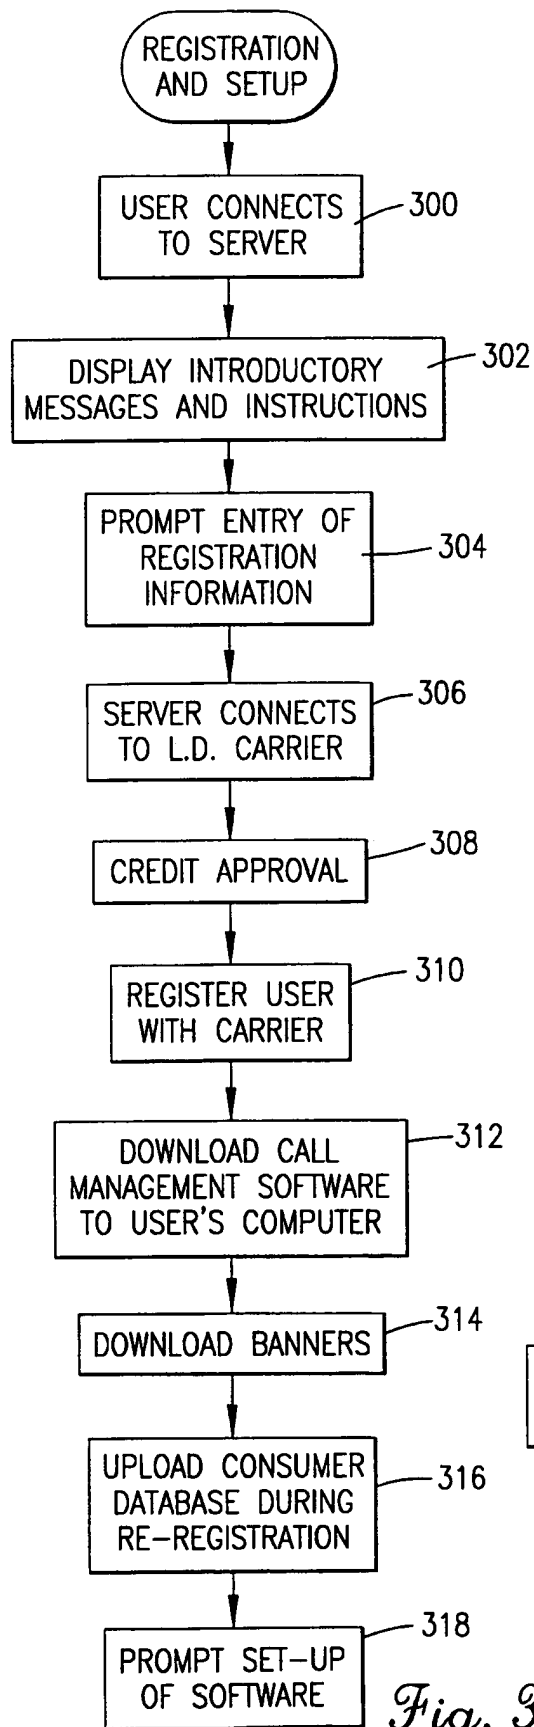 REGISTRATION
AND SETUP
USER CONNECTS
TO SERVER
300
DISPLAY INTRODUCTORY
MESSAGES AND INSTRUCTIONS
302
PROMPT ENTRY OF
REGISTRATION
INFORMATION
304
SERVER CONNECTS
TO L.D. CARRIER
306
CREDIT APPROVAL
308
REGISTER USER
WITH CARRIER
310
DOWNLOAD CALL
MANAGEMENT SOFTWARE
TO USER'S COMPUTER
312
DOWNLOAD BANNERS
314
UPLOAD CONSUMER
DATABASE DURING
RE-REGISTRATION
316
PROMPT SET-UP
OF SOFTWARE
318
Fig. 3